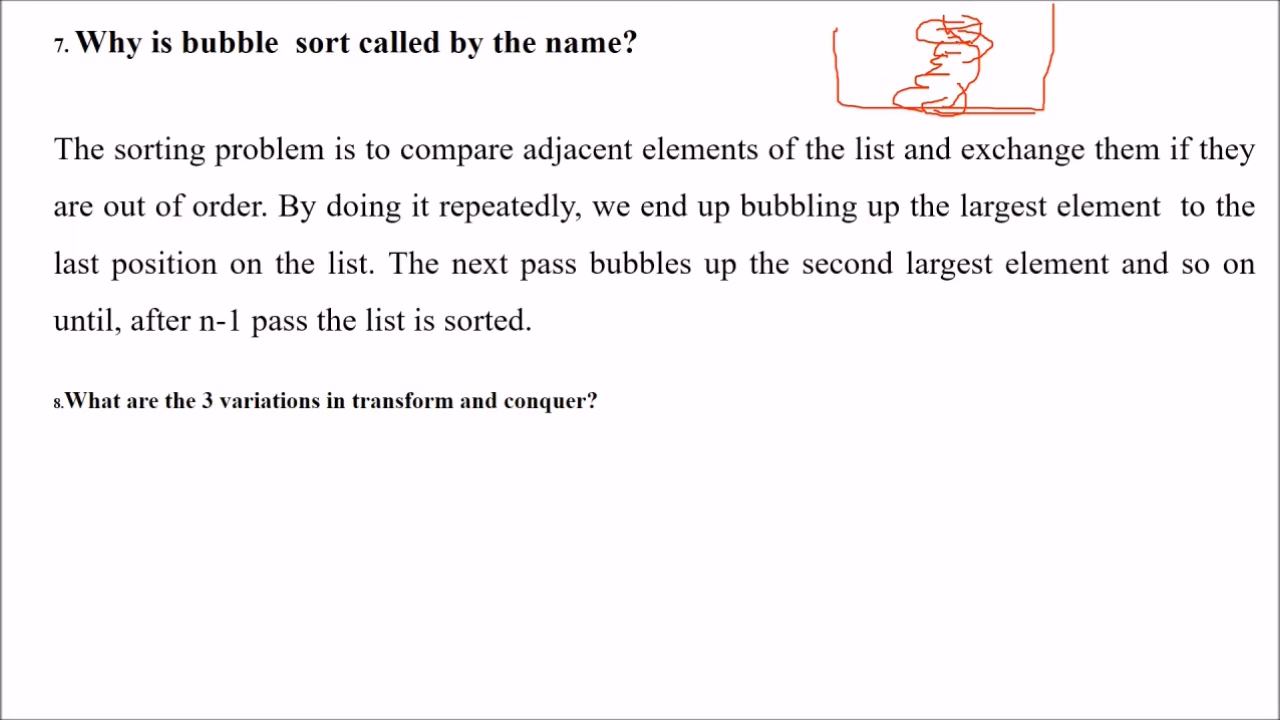 7. Why is bubble sort called by the name?
The sorting problem is to compare adjacent elements of the list and exchange them if they
are out of order. By doing it repeatedly, we end up bubbling up the largest element to the
last position on the list. The next pass bubbles up the second largest element and so on
until, after n-1 pass the list is sorted.
8.What are the 3 variations in transform and conquer?